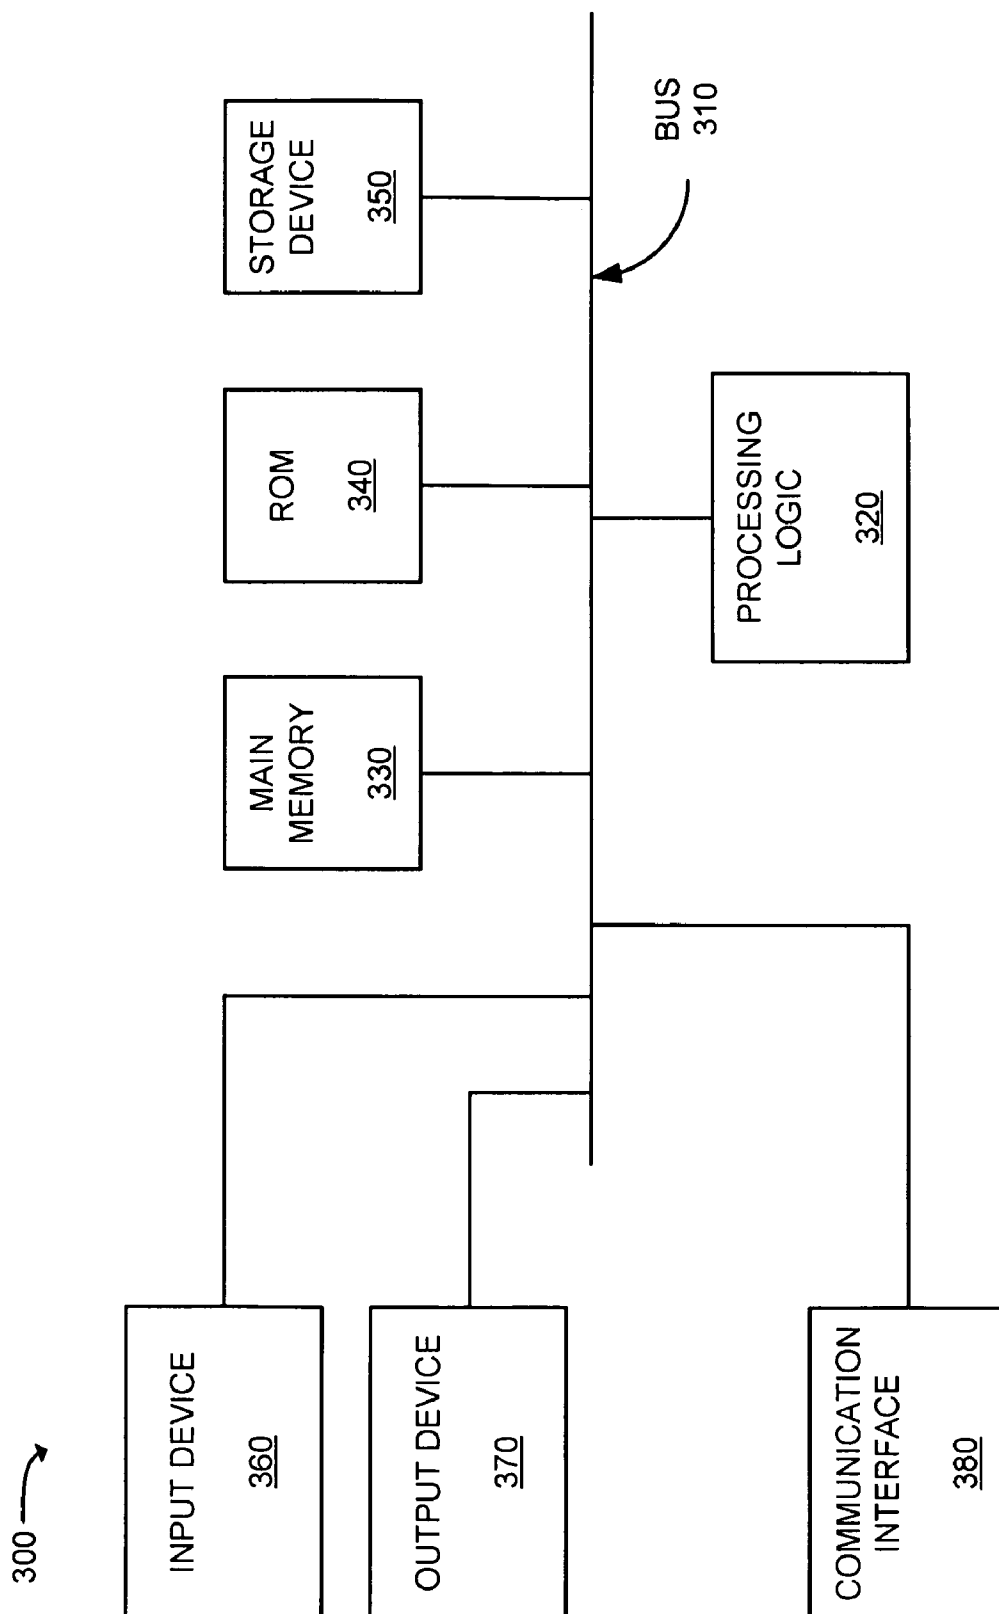 300
INPUT DEVICE
360
OUTPUT DEVICE
370
COMMUNICATION
INTERFACE
380
MAIN
MEMORY
330
ROM
340
STORAGE
DEVICE
350
PROCESSING
LOGIC
320
BUS
310